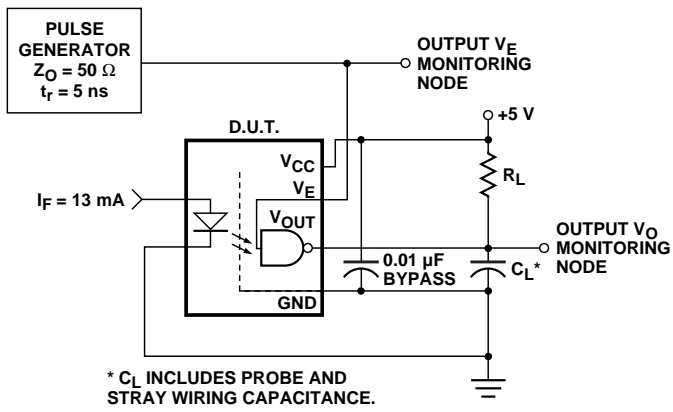 PULSE
GENERATOR
Z_O = 50 Ω
t_r = 5 ns
OUTPUT V_E
MONITORING
NODE
+5 V
D.U.T.
V_CC
R_L
I_F = 13 mA
V_E
V_OUT
OUTPUT V_O
MONITORING
NODE
0.01 µF
BYPASS
C_L*
GND
* C_L INCLUDES PROBE AND
STRAY WIRING CAPACITANCE.